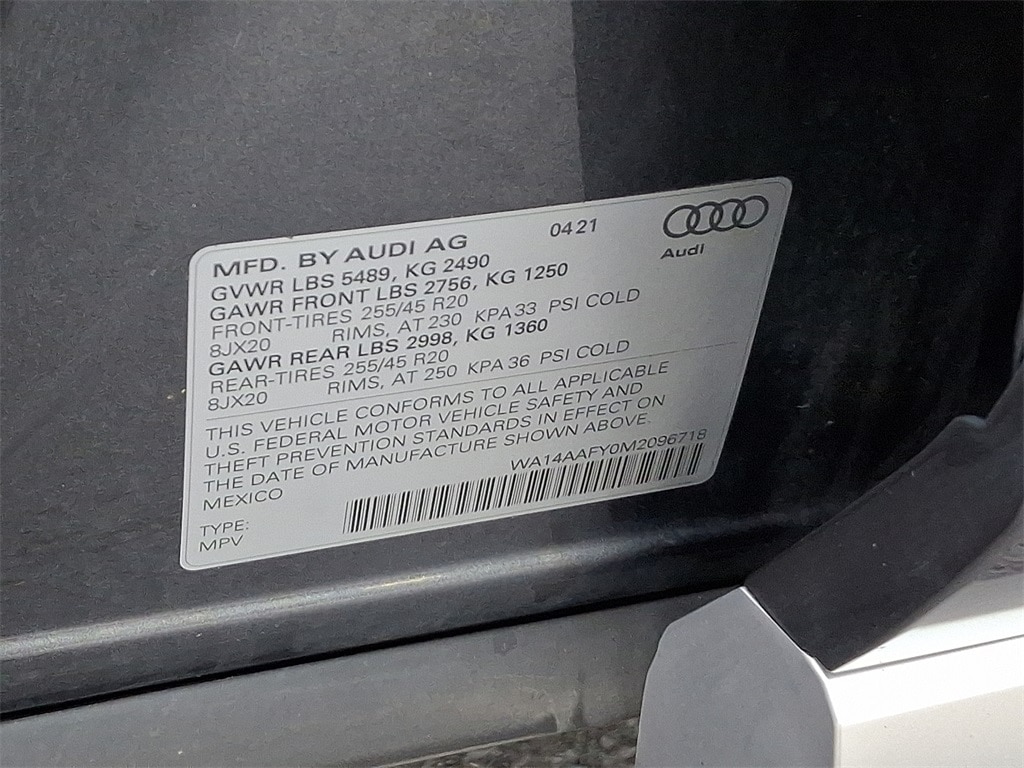 MFD. BY AUDI AG 04 21
Audi
GVWR LBS 5489, KG 2490
GAWR FRONT LBS 2756, KG 1250
FRONT-TIRES 255/45 R20
8JX20 RIMS, AT 230 KPA 33 PSI COLD
GAWR REAR LBS 2998, KG 1360
REAR-TIRES 255/45 R20
8JX20 RIMS, AT 250 KPA 36 PSI COLD
THIS VEHICLE CONFORMS TO ALL APPLICABLE
U.S. FEDERAL MOTOR VEHICLE SAFETY AND
THEFT PREVENTION STANDARDS IN EFFECT ON
THE DATE OF MANUFACTURE SHOWN ABOVE.
MEXICO WA14AAFY0M2096718
TYPE:
MPV